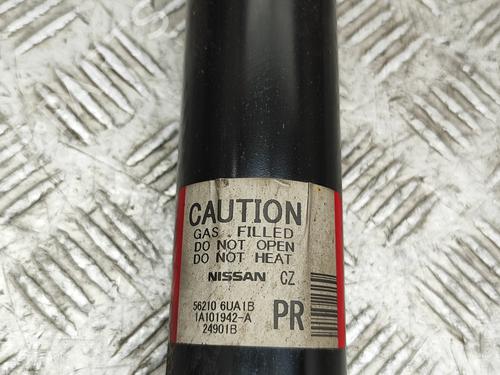 CAUTION
GAS FILLED
DO NOT OPEN
DO NOT HEAT
NISSAN CZ
56210 6UA1B
1A101942-A
24901B
PR